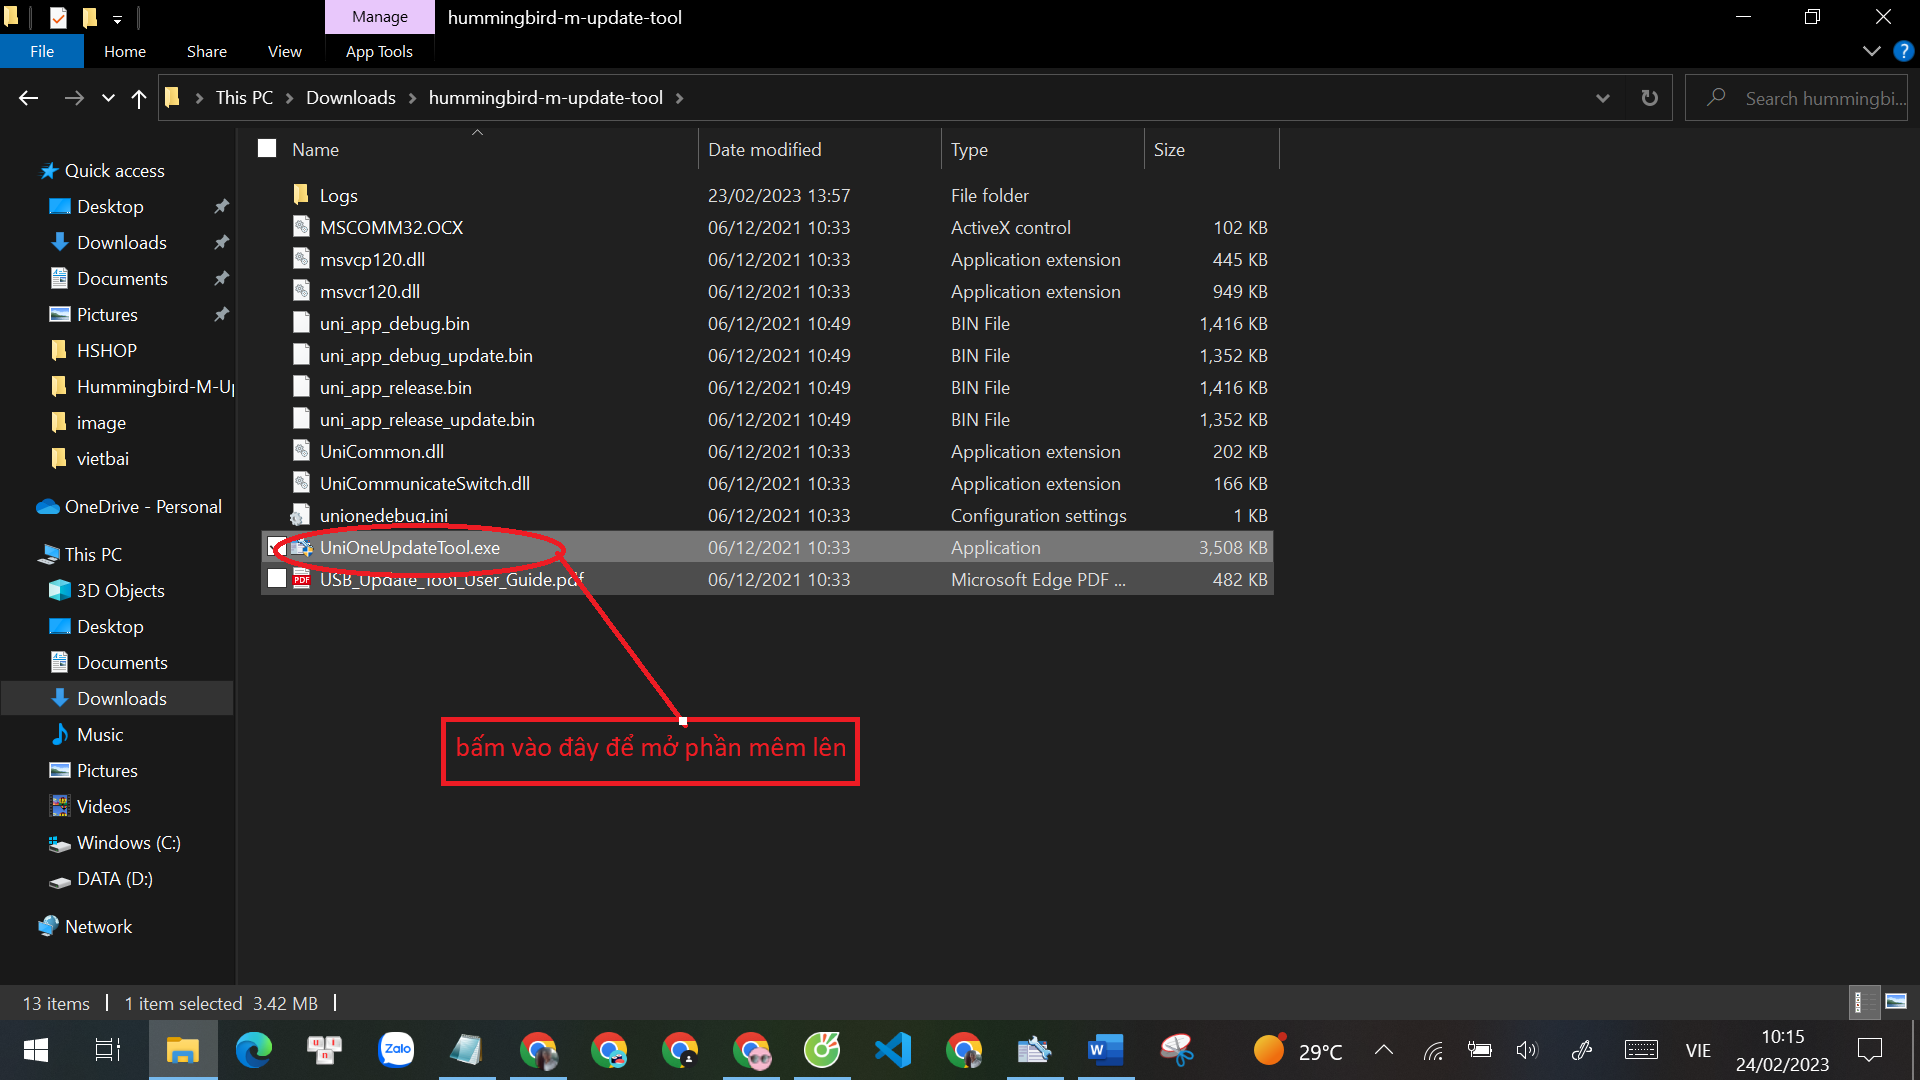 Manage
hummingbird-m-update-tool
File
Home
Share
View
App Tools
This PC
Downloads
hummingbird-m-update-tool
Search hummingbi...
Name
Date modified
Type
Size
Quick access
Desktop
Downloads
Documents
Pictures
HSHOP
Hummingbird-M-Up
image
vietbai
OneDrive - Personal
This PC
3D Objects
Desktop
Documents
Downloads
Music
Pictures
Videos
Windows (C:)
DATA (D:)
Network
Logs 23/02/2023 13:57 File folder
MSCOMM32.OCX 06/12/2021 10:33 ActiveX control 102 KB
msvcp120.dll 06/12/2021 10:33 Application extension 445 KB
msvcr120.dll 06/12/2021 10:33 Application extension 949 KB
uni_app_debug.bin 06/12/2021 10:49 BIN File 1,416 KB
uni_app_debug_update.bin 06/12/2021 10:49 BIN File 1,352 KB
uni_app_release.bin 06/12/2021 10:49 BIN File 1,416 KB
uni_app_release_update.bin 06/12/2021 10:49 BIN File 1,352 KB
UniCommon.dll 06/12/2021 10:33 Application extension 202 KB
UniCommunicateSwitch.dll 06/12/2021 10:33 Application extension 166 KB
unionedebug.ini 06/12/2021 10:33 Configuration settings 1 KB
UniOneUpdateTool.exe 06/12/2021 10:33 Application 3,508 KB
USB_Update_Tool_User_Guide.pdf 06/12/2021 10:33 Microsoft Edge PDF ... 482 KB
bấm vào đây để mở phần mêm lên
13 items
1 item selected 3.42 MB
PDF
Zalo
29°C
VIE
10:15
24/02/2023